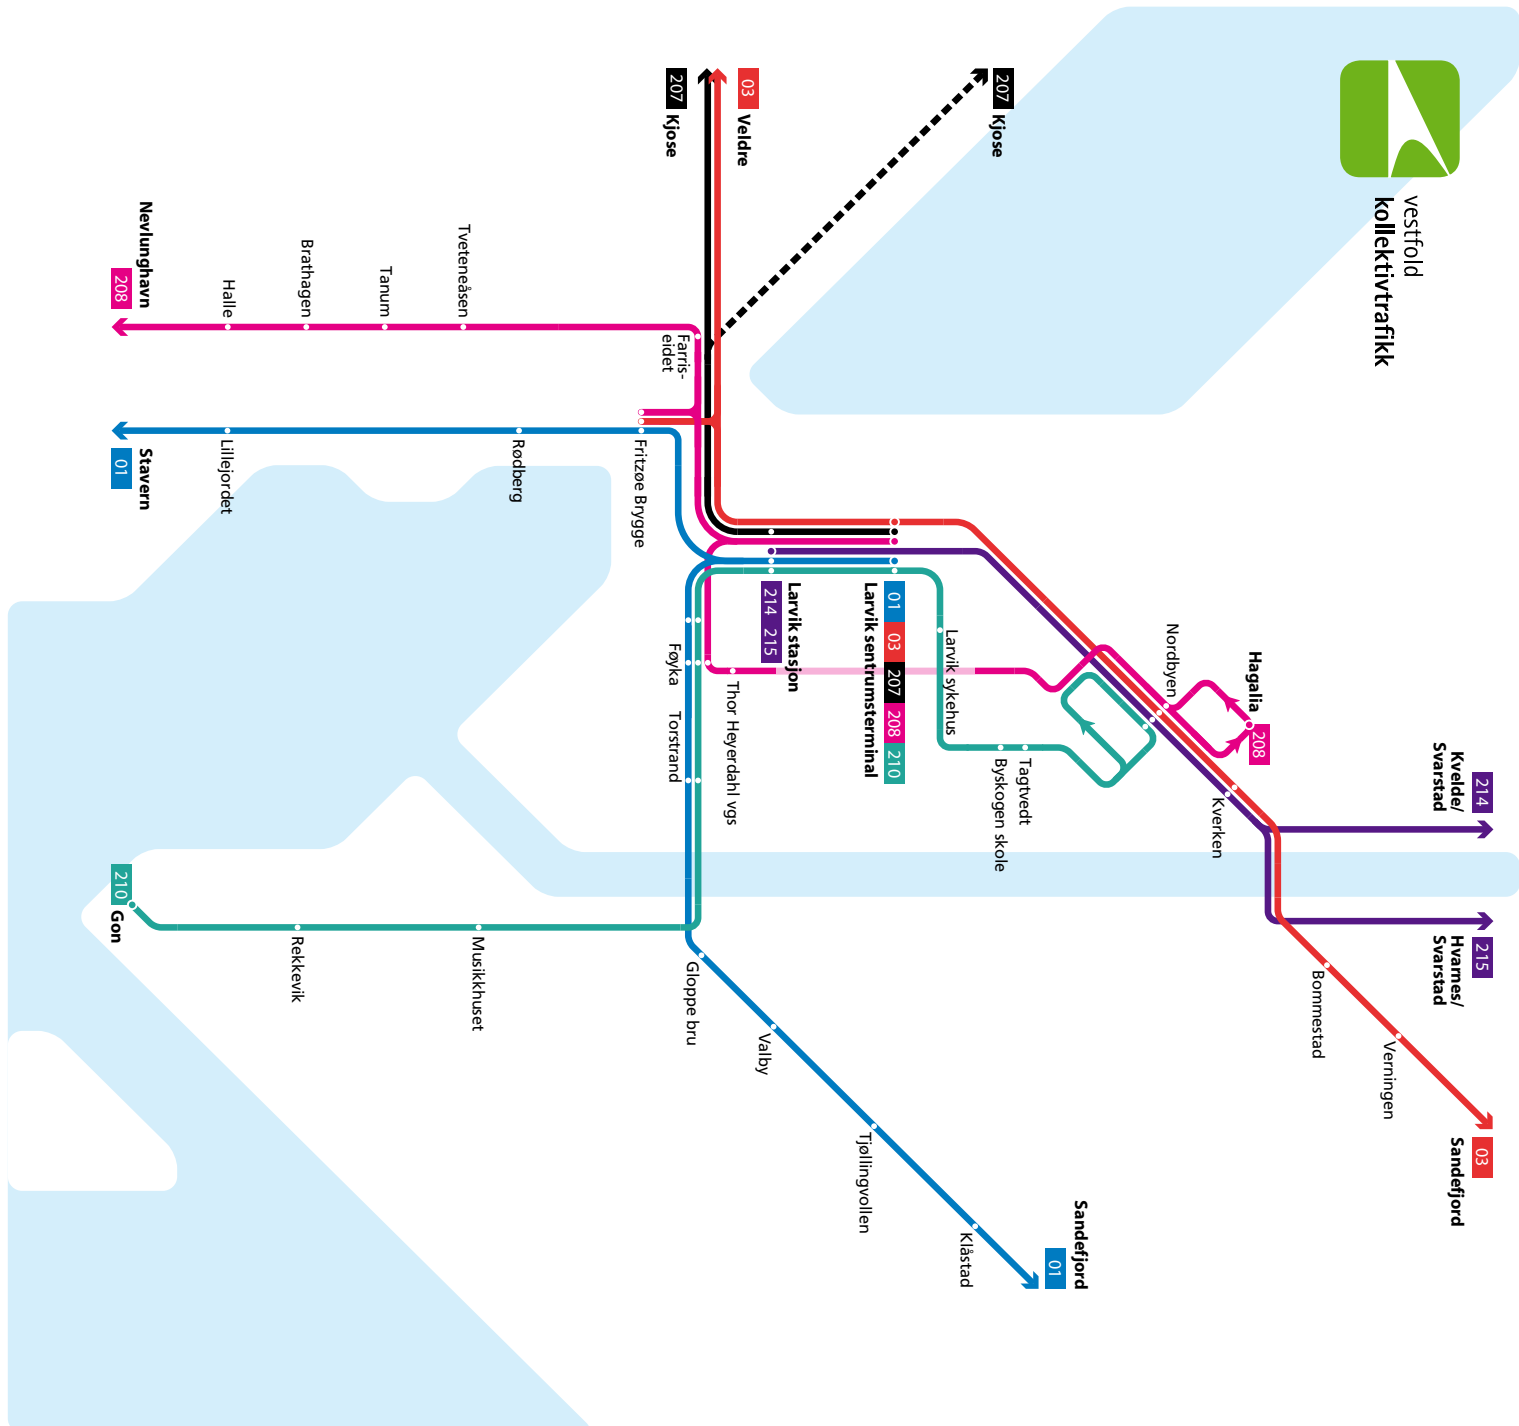 vestfold
kollektivtrafikk
214
Kvelde/
Svarstad
215
Hvarnes/
Svarstad
03
Sandefjord
Verningen
Bommestad
Hagalia
208
Kverken
Nordbyen
01
Sandefjord
207
Kjose
Tagtvedt
Byskogen skole
Larvik sykehus
Klåstad
01 03 207 208 210
Larvik sentrumsterminal
Tjøllingvollen
Larvik stasjon
214 215
Valby
03
Veldre
Thor Heyerdahl vgs
207
Kjose
Farris-
eidet
Føyka
Torstrand
Gloppe bru
Fritzøe Brygge
Rødberg
Tveteneåsen
Musikkhuset
Tanum
Brathagen
Rekkevik
Halle
Lillejordet
Nevlunghavn
208
Stavern
01
210
Gon